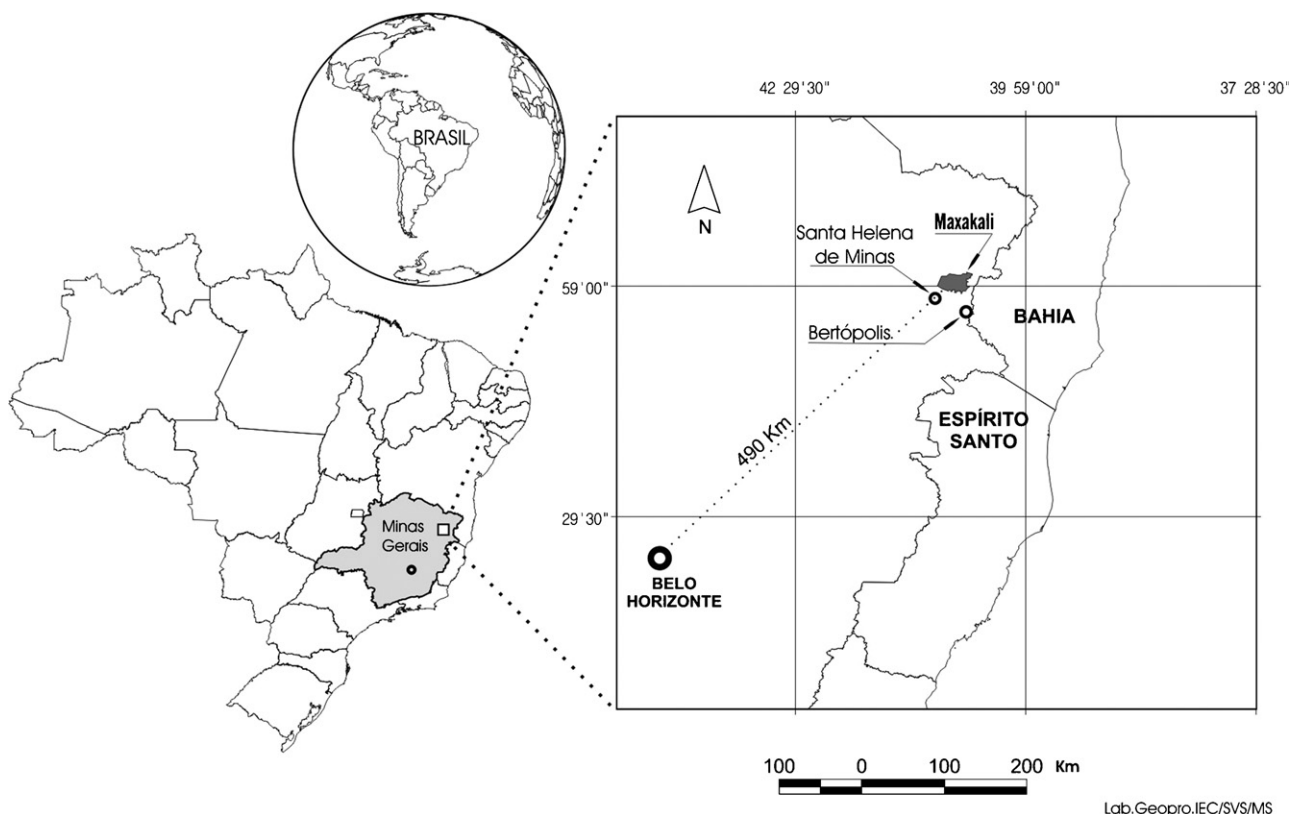 BRASIL
Minas
Gerais
42 29'30"
39 59'00"
37 28'30"
N
Santa Helena
de Minas
Maxakali
59 00'
Bertópolis.
BAHIA
ESPÍRITO
SANTO
490 Km
29'30"
BELO
HORIZONTE
100 0 100 200 Km
Lab.Geopro.IEC/SVS/MS